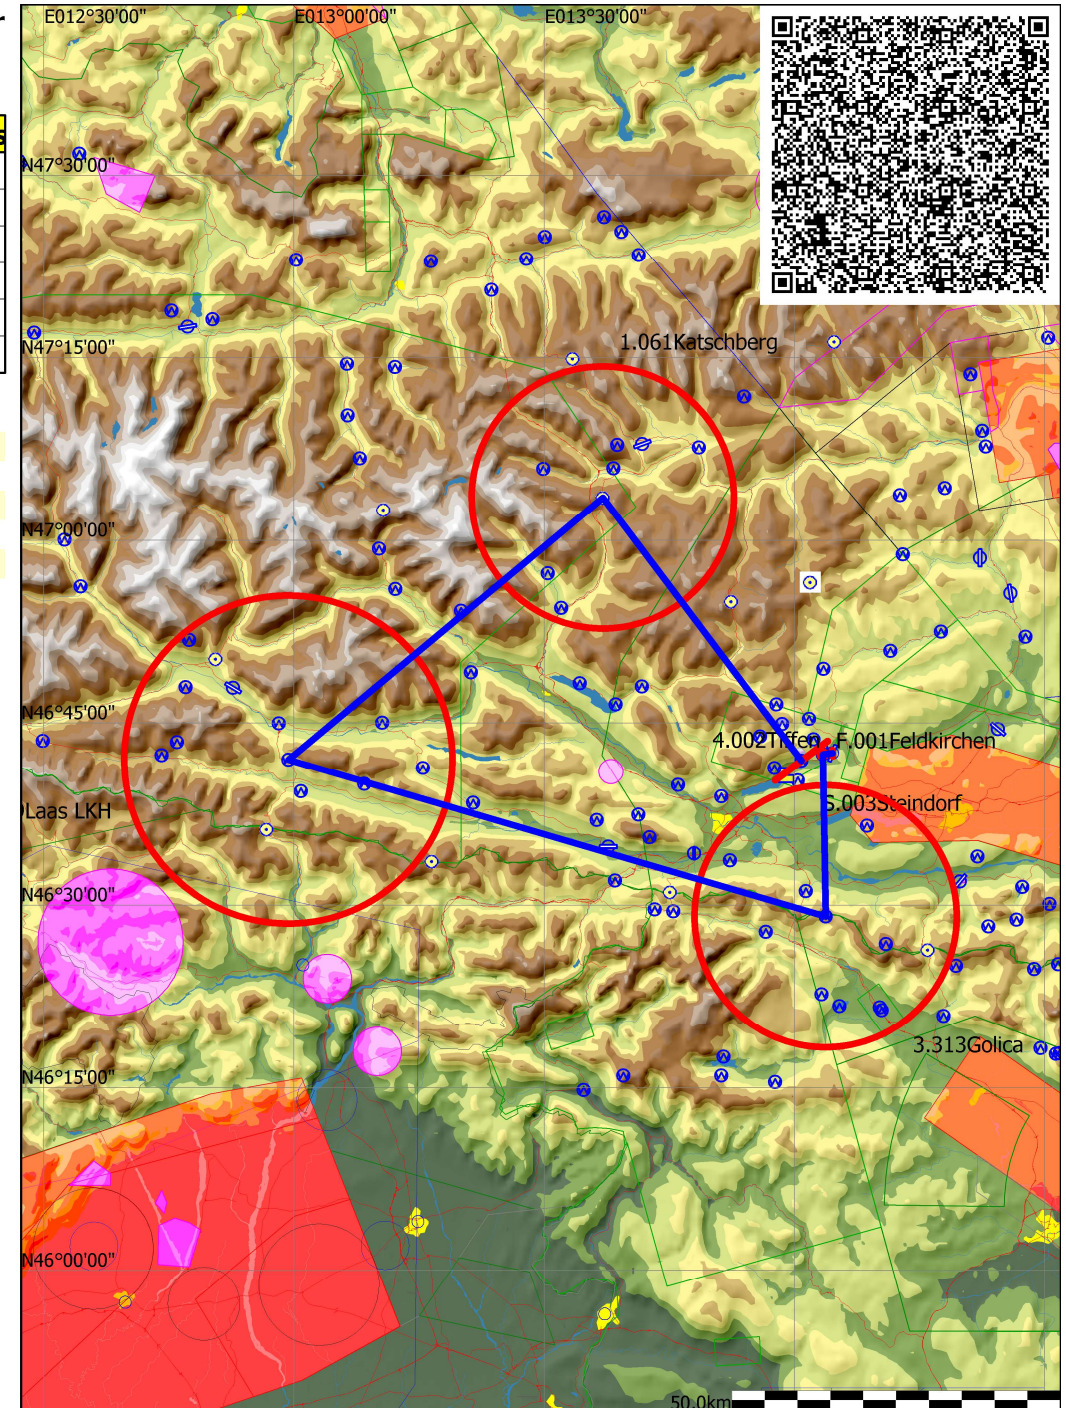 E012°30'00" E013°00'00" E013°30'00"
N47°30'00"
1.061Katschberg
N47°15'00"
N47°00'00"
N46°45'00"
4.002Tiffen F.001Feldkirchen
S.003Steindorf
Laas LKH
N46°30'00"
3.313Golica
N46°15'00"
N46°00'00"
50.0km